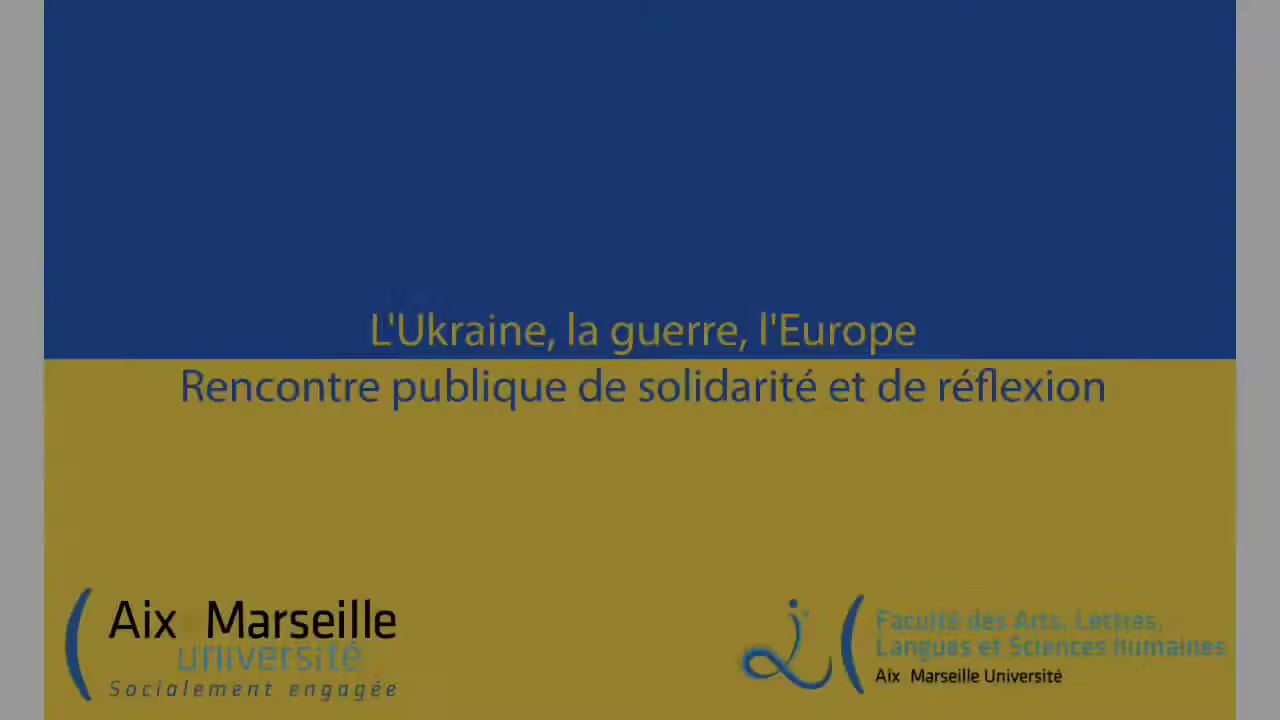 L'Ukraine, la guerre, l'Europe
Rencontre publique de solidarité et de réflexion
Aix Marseille
université
Socialement engagée
Faculté des Arts, Lettres,
Langues et Sciences humaines
Aix Marseille Université